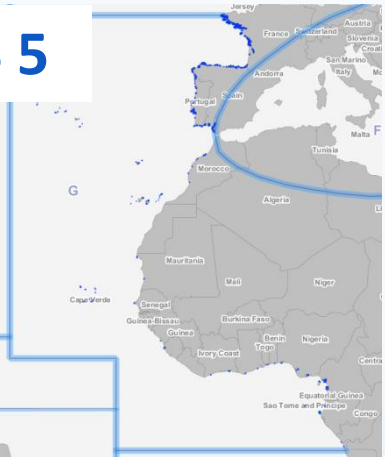 Jersey
5
France
Switzerland
Austria
Slovenia
San Marino
Italy
Andorra
Portugal
Spain
Malta
F
Tunisia
Morocco
Algeria
G
Mauritania
Mali
Niger
Cape Verde
Senegal
Guinea-Bissau
Guinea
Burkina Faso
Benin
Togo
Nigeria
Ivory Coast
Equatorial Guinea
Sao Tome and Principe
Congo